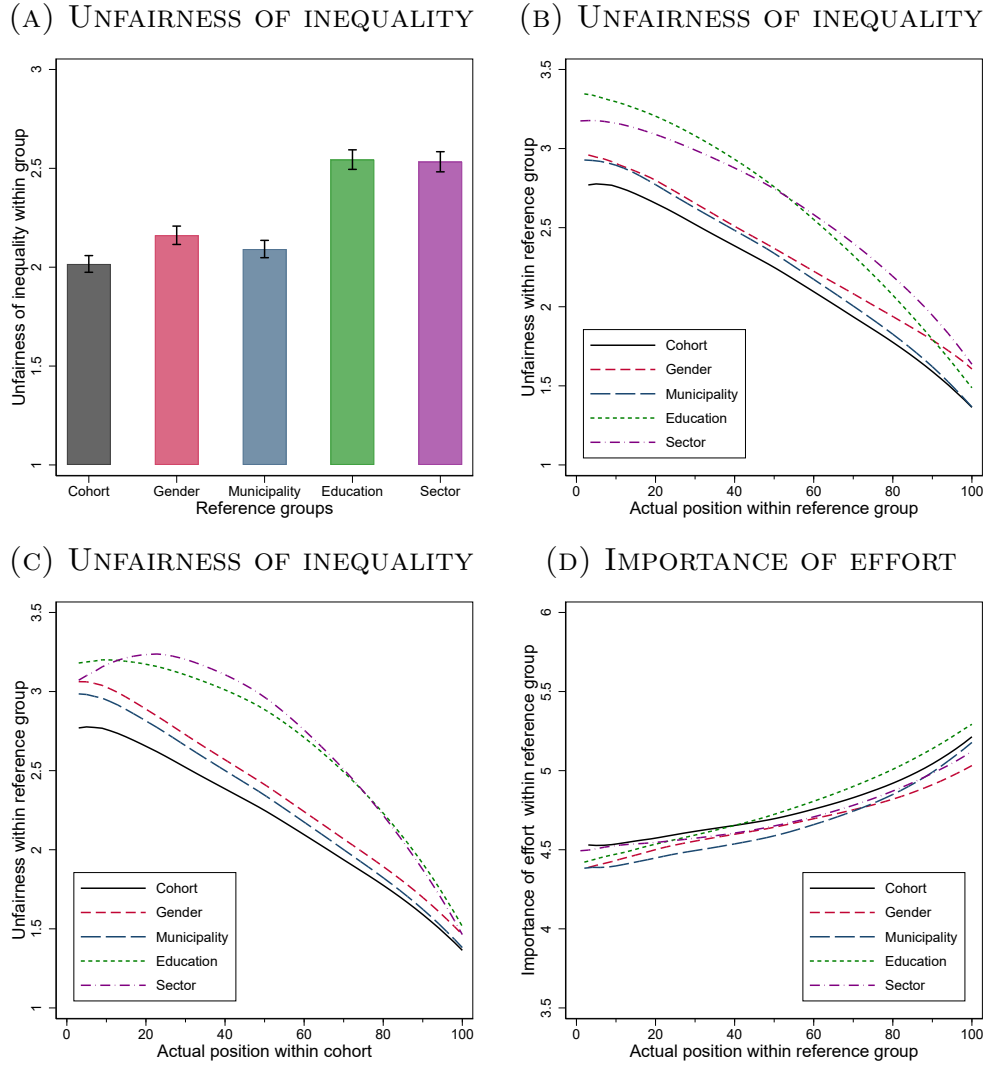 (A) Unfairness of inequality
Unfairness of inequality within group
3
2.5
2
1.5
1
Cohort Gender Municipality Education Sector
Reference groups
(B) Unfairness of inequality
Unfairness within reference group
3.5
3
2.5
2
1.5
1
Cohort
Gender
Municipality
Education
Sector
0 20 40 60 80 100
Actual position within reference group
(C) Unfairness of inequality
Unfairness within reference group
3.5
3
2.5
2
1.5
1
Cohort
Gender
Municipality
Education
Sector
0 20 40 60 80 100
Actual position within cohort
(D) Importance of effort
Importance of effort within reference group
6
5.5
5
4.5
4
3.5
Cohort
Gender
Municipality
Education
Sector
0 20 40 60 80 100
Actual position within reference group